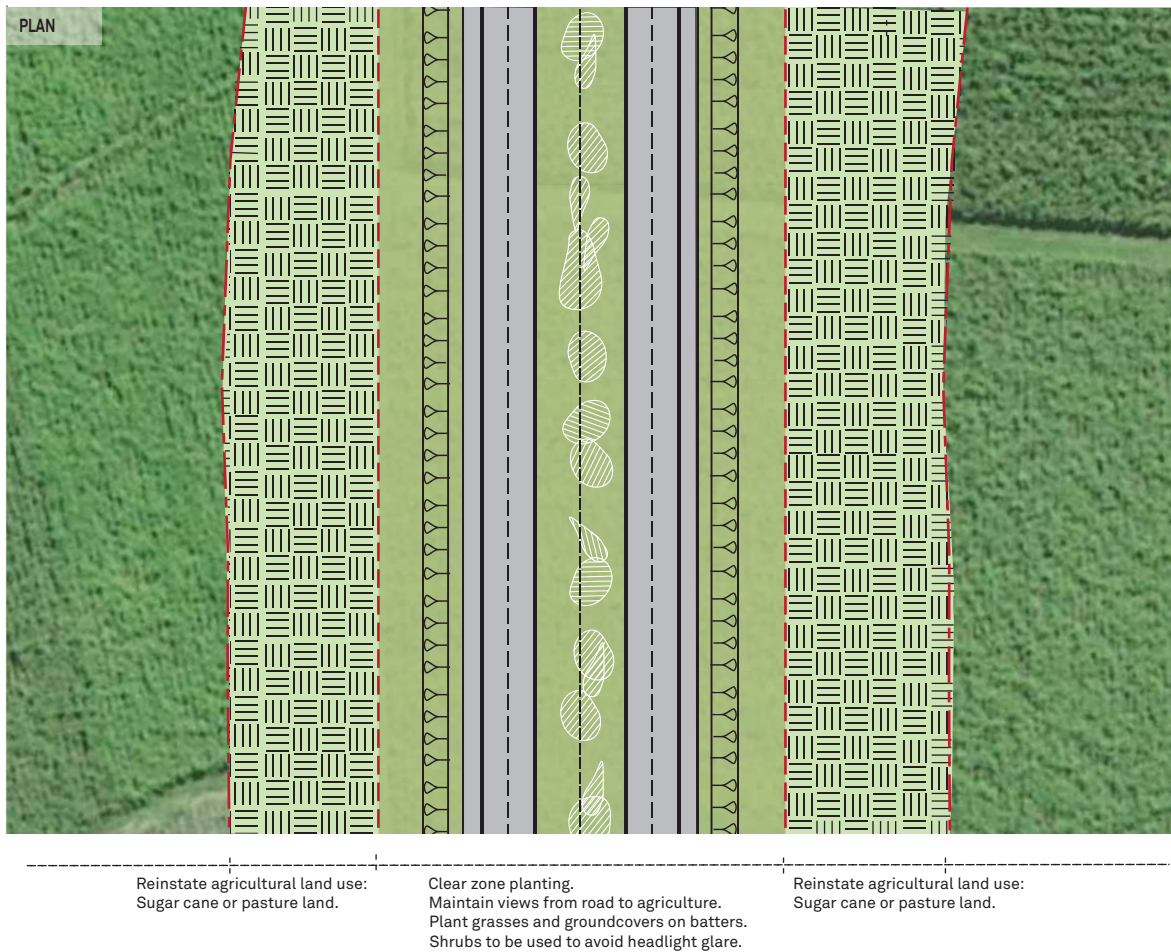 PLAN
Reinstate agricultural land use:
Sugar cane or pasture land.
Clear zone planting.
Maintain views from road to agriculture.
Plant grasses and groundcovers on batters.
Shrubs to be used to avoid headlight glare.
Reinstate agricultural land use:
Sugar cane or pasture land.